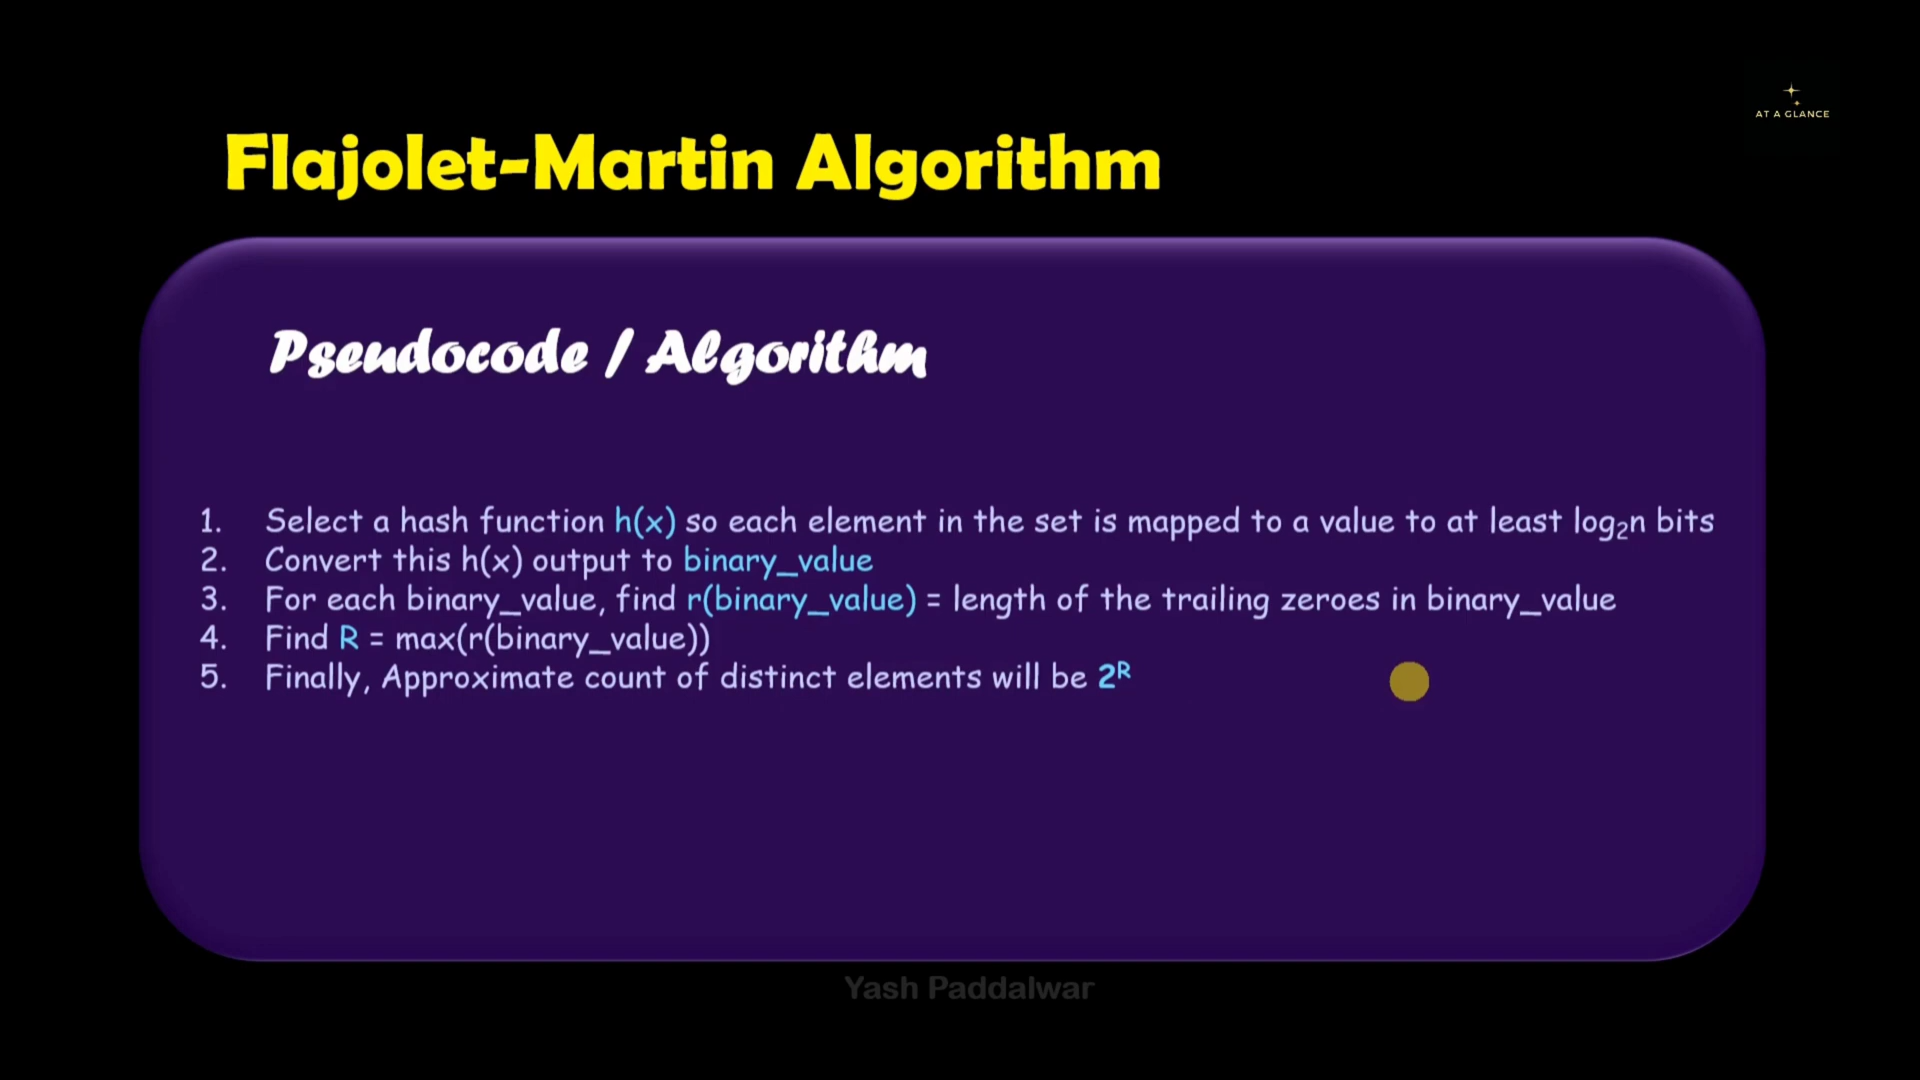 AT A GLANCE
Flajolet-Martin Algorithm
Pseudocode / Algorithm
1. Select a hash function h(x) so each element in the set is mapped to a value to at least log₂n bits
2. Convert this h(x) output to binary_value
3. For each binary_value, find r(binary_value) = length of the trailing zeroes in binary_value
4. Find R = max(r(binary_value))
5. Finally, Approximate count of distinct elements will be 2ᴿ
Yash Paddalwar